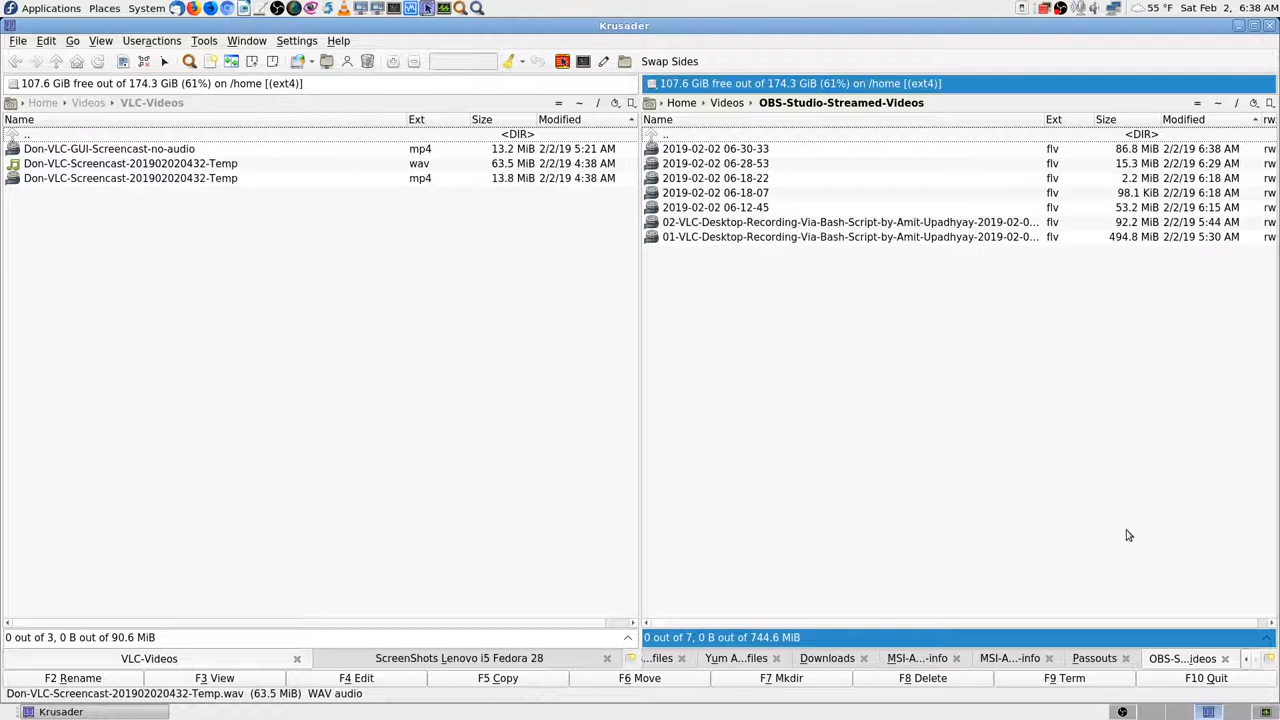 Applications Places System 55 °F Sat Feb 2, 6:38 AM
Krusader
File Edit Go View Useractions Tools Window Settings Help
Swap Sides
107.6 GiB free out of 174.3 GiB (61%) on /home [(ext4)]
107.6 GiB free out of 174.3 GiB (61%) on /home [(ext4)]
Home Videos VLC-Videos = ~ /
Home Videos OBS-Studio-Streamed-Videos = ~ /
Name Ext Size Modified
Name Ext Size Modified rw
.. <DIR>
.. <DIR>
Don-VLC-GUI-Screencast-no-audio mp4 13.2 MiB 2/2/19 5:21 AM
2019-02-02 06-30-33 flv 86.8 MiB 2/2/19 6:38 AM rw
Don-VLC-Screencast-201902020432-Temp wav 63.5 MiB 2/2/19 4:38 AM
2019-02-02 06-28-53 flv 15.3 MiB 2/2/19 6:29 AM rw
Don-VLC-Screencast-201902020432-Temp mp4 13.8 MiB 2/2/19 4:38 AM
2019-02-02 06-18-22 flv 2.2 MiB 2/2/19 6:18 AM rw
2019-02-02 06-18-07 flv 98.1 KiB 2/2/19 6:18 AM rw
2019-02-02 06-12-45 flv 53.2 MiB 2/2/19 6:15 AM rw
02-VLC-Desktop-Recording-Via-Bash-Script-by-Amit-Upadhyay-2019-02-0... flv 92.2 MiB 2/2/19 5:44 AM rw
01-VLC-Desktop-Recording-Via-Bash-Script-by-Amit-Upadhyay-2019-02-0... flv 494.8 MiB 2/2/19 5:30 AM rw
0 out of 3, 0 B out of 90.6 MiB
0 out of 7, 0 B out of 744.6 MiB
VLC-Videos ScreenShots Lenovo i5 Fedora 28 ...files Yum A...files Downloads MSI-A...-info MSI-A...-info Passouts OBS-S...ideos
F2 Rename F3 View F4 Edit F5 Copy F6 Move F7 Mkdir F8 Delete F9 Term F10 Quit
Don-VLC-Screencast-201902020432-Temp.wav (63.5 MiB) WAV audio
Krusader